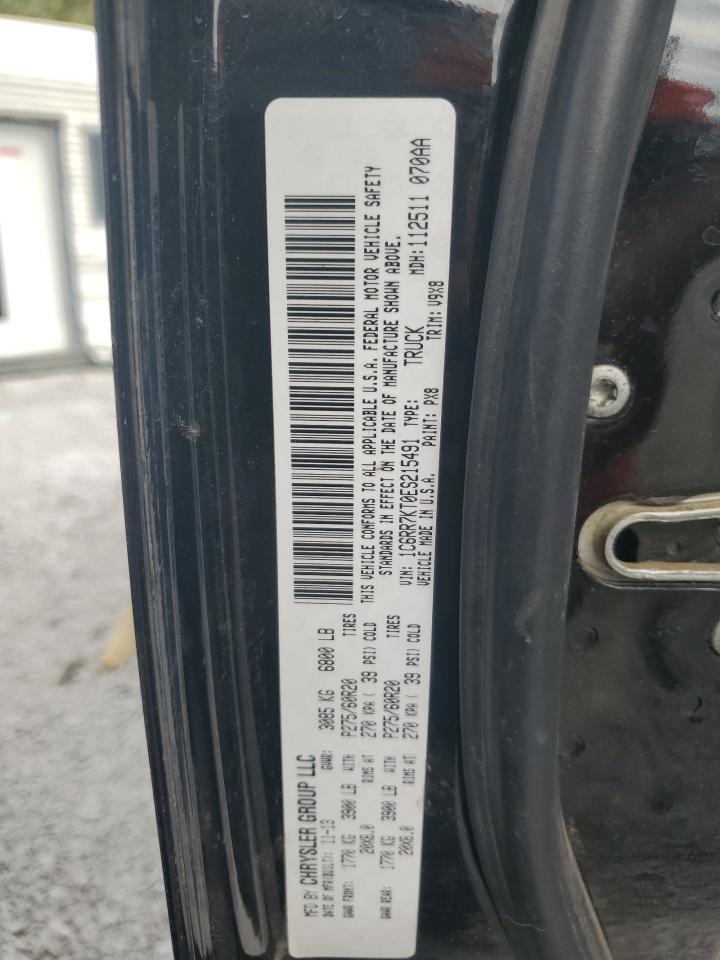 MFD BY CHRYSLER GROUP LLC
DATE OF MFR(BUILT): 11-13 GVWR: 3085 KG 6800 LB
GAWR FRONT: 1770 KG 3900 LB WITH P275/60R20 TIRES
20X8.0 RIMS AT 270 KPA ( 39 PSI) COLD
GAWR REAR: 1770 KG 3900 LB WITH P275/60R20 TIRES
20X8.0 RIMS AT 270 KPA ( 39 PSI) COLD
THIS VEHICLE CONFORMS TO ALL APPLICABLE U.S.A. FEDERAL MOTOR VEHICLE SAFETY
STANDARDS IN EFFECT ON THE DATE OF MANUFACTURE SHOWN ABOVE.
VIN: 1C6RR7KT0ES215491 TYPE: TRUCK MDH: 112511 070AA
VEHICLE MADE IN U.S.A. PAINT: PX8 TRIM: V9X8